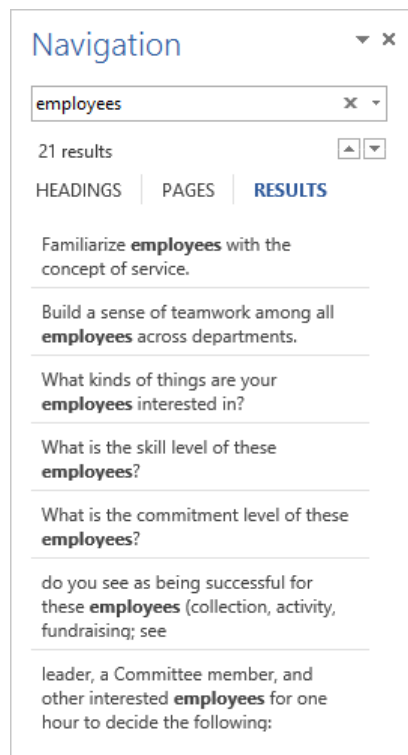 Navigation
employees
21 results
HEADINGS PAGES RESULTS
Familiarize employees with the
concept of service.
Build a sense of teamwork among all
employees across departments.
What kinds of things are your
employees interested in?
What is the skill level of these
employees?
What is the commitment level of these
employees?
do you see as being successful for
these employees (collection, activity,
fundraising; see
leader, a Committee member, and
other interested employees for one
hour to decide the following: